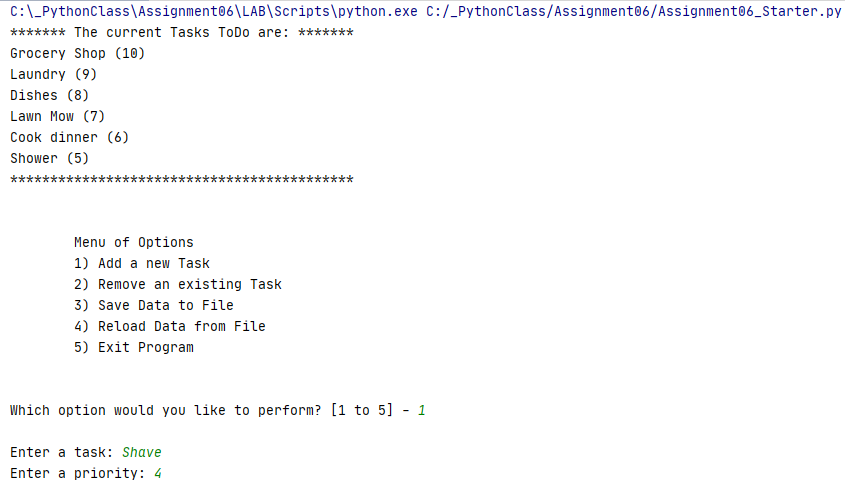 C:\_PythonClass\Assignment06\LAB\Scripts\python.exe C:/_PythonClass/Assignment06/Assignment06_Starter.py
******* The current Tasks ToDo are: *******
Grocery Shop (10)
Laundry (9)
Dishes (8)
Lawn Mow (7)
Cook dinner (6)
Shower (5)
*******************************************
Menu of Options
1) Add a new Task
2) Remove an existing Task
3) Save Data to File
4) Reload Data from File
5) Exit Program
Which option would you like to perform? [1 to 5] - 1
Enter a task: Shave
Enter a priority: 4